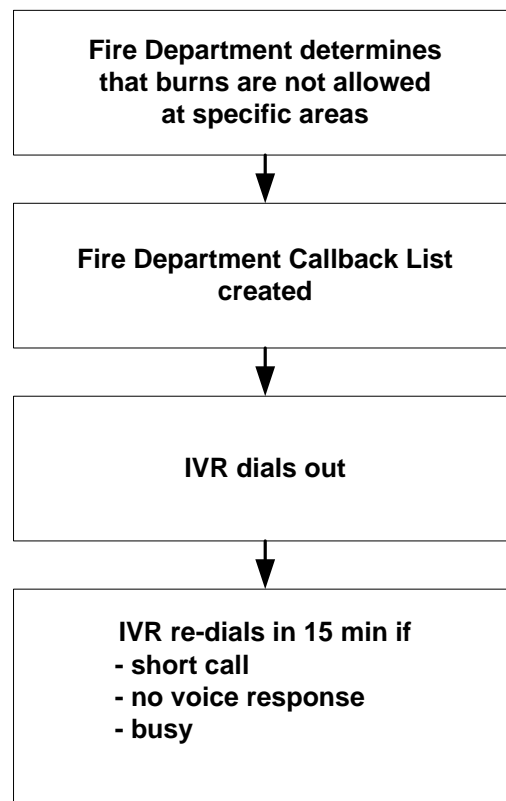 Fire Department determines
that burns are not allowed
at specific areas
Fire Department Callback List
created
IVR dials out
IVR re-dials in 15 min if
- short call
- no voice response
- busy